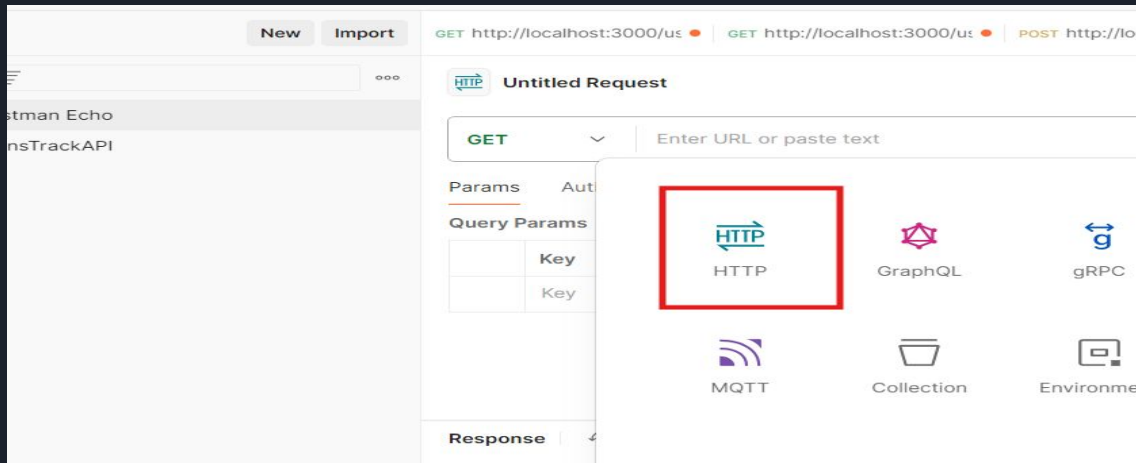 New Import
GET http://localhost:3000/us GET http://localhost:3000/us POST http://lo
HTTP Untitled Request
stman Echo
GET Enter URL or paste text
nsTrackAPI
Params Aut
Query Params
Key
Key
HTTP
HTTP
GraphQL
g
gRPC
MQTT
Collection
Environme
Response